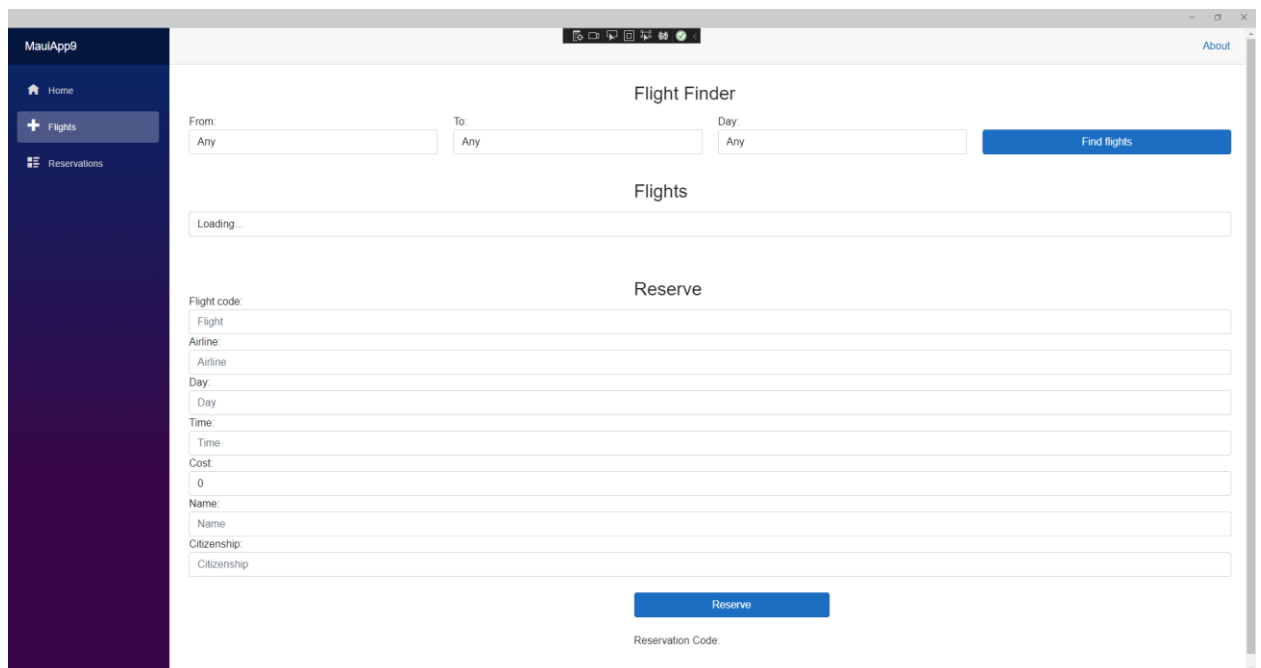 MauiApp9
About
Home
Flights
Reservations
Flight Finder
From: To: Day:
Any Any Any Find flights
Flights
Loading...
Reserve
Flight code:
Flight
Airline:
Airline
Day:
Day
Time:
Time
Cost:
0
Name:
Name
Citizenship:
Citizenship
Reserve
Reservation Code: